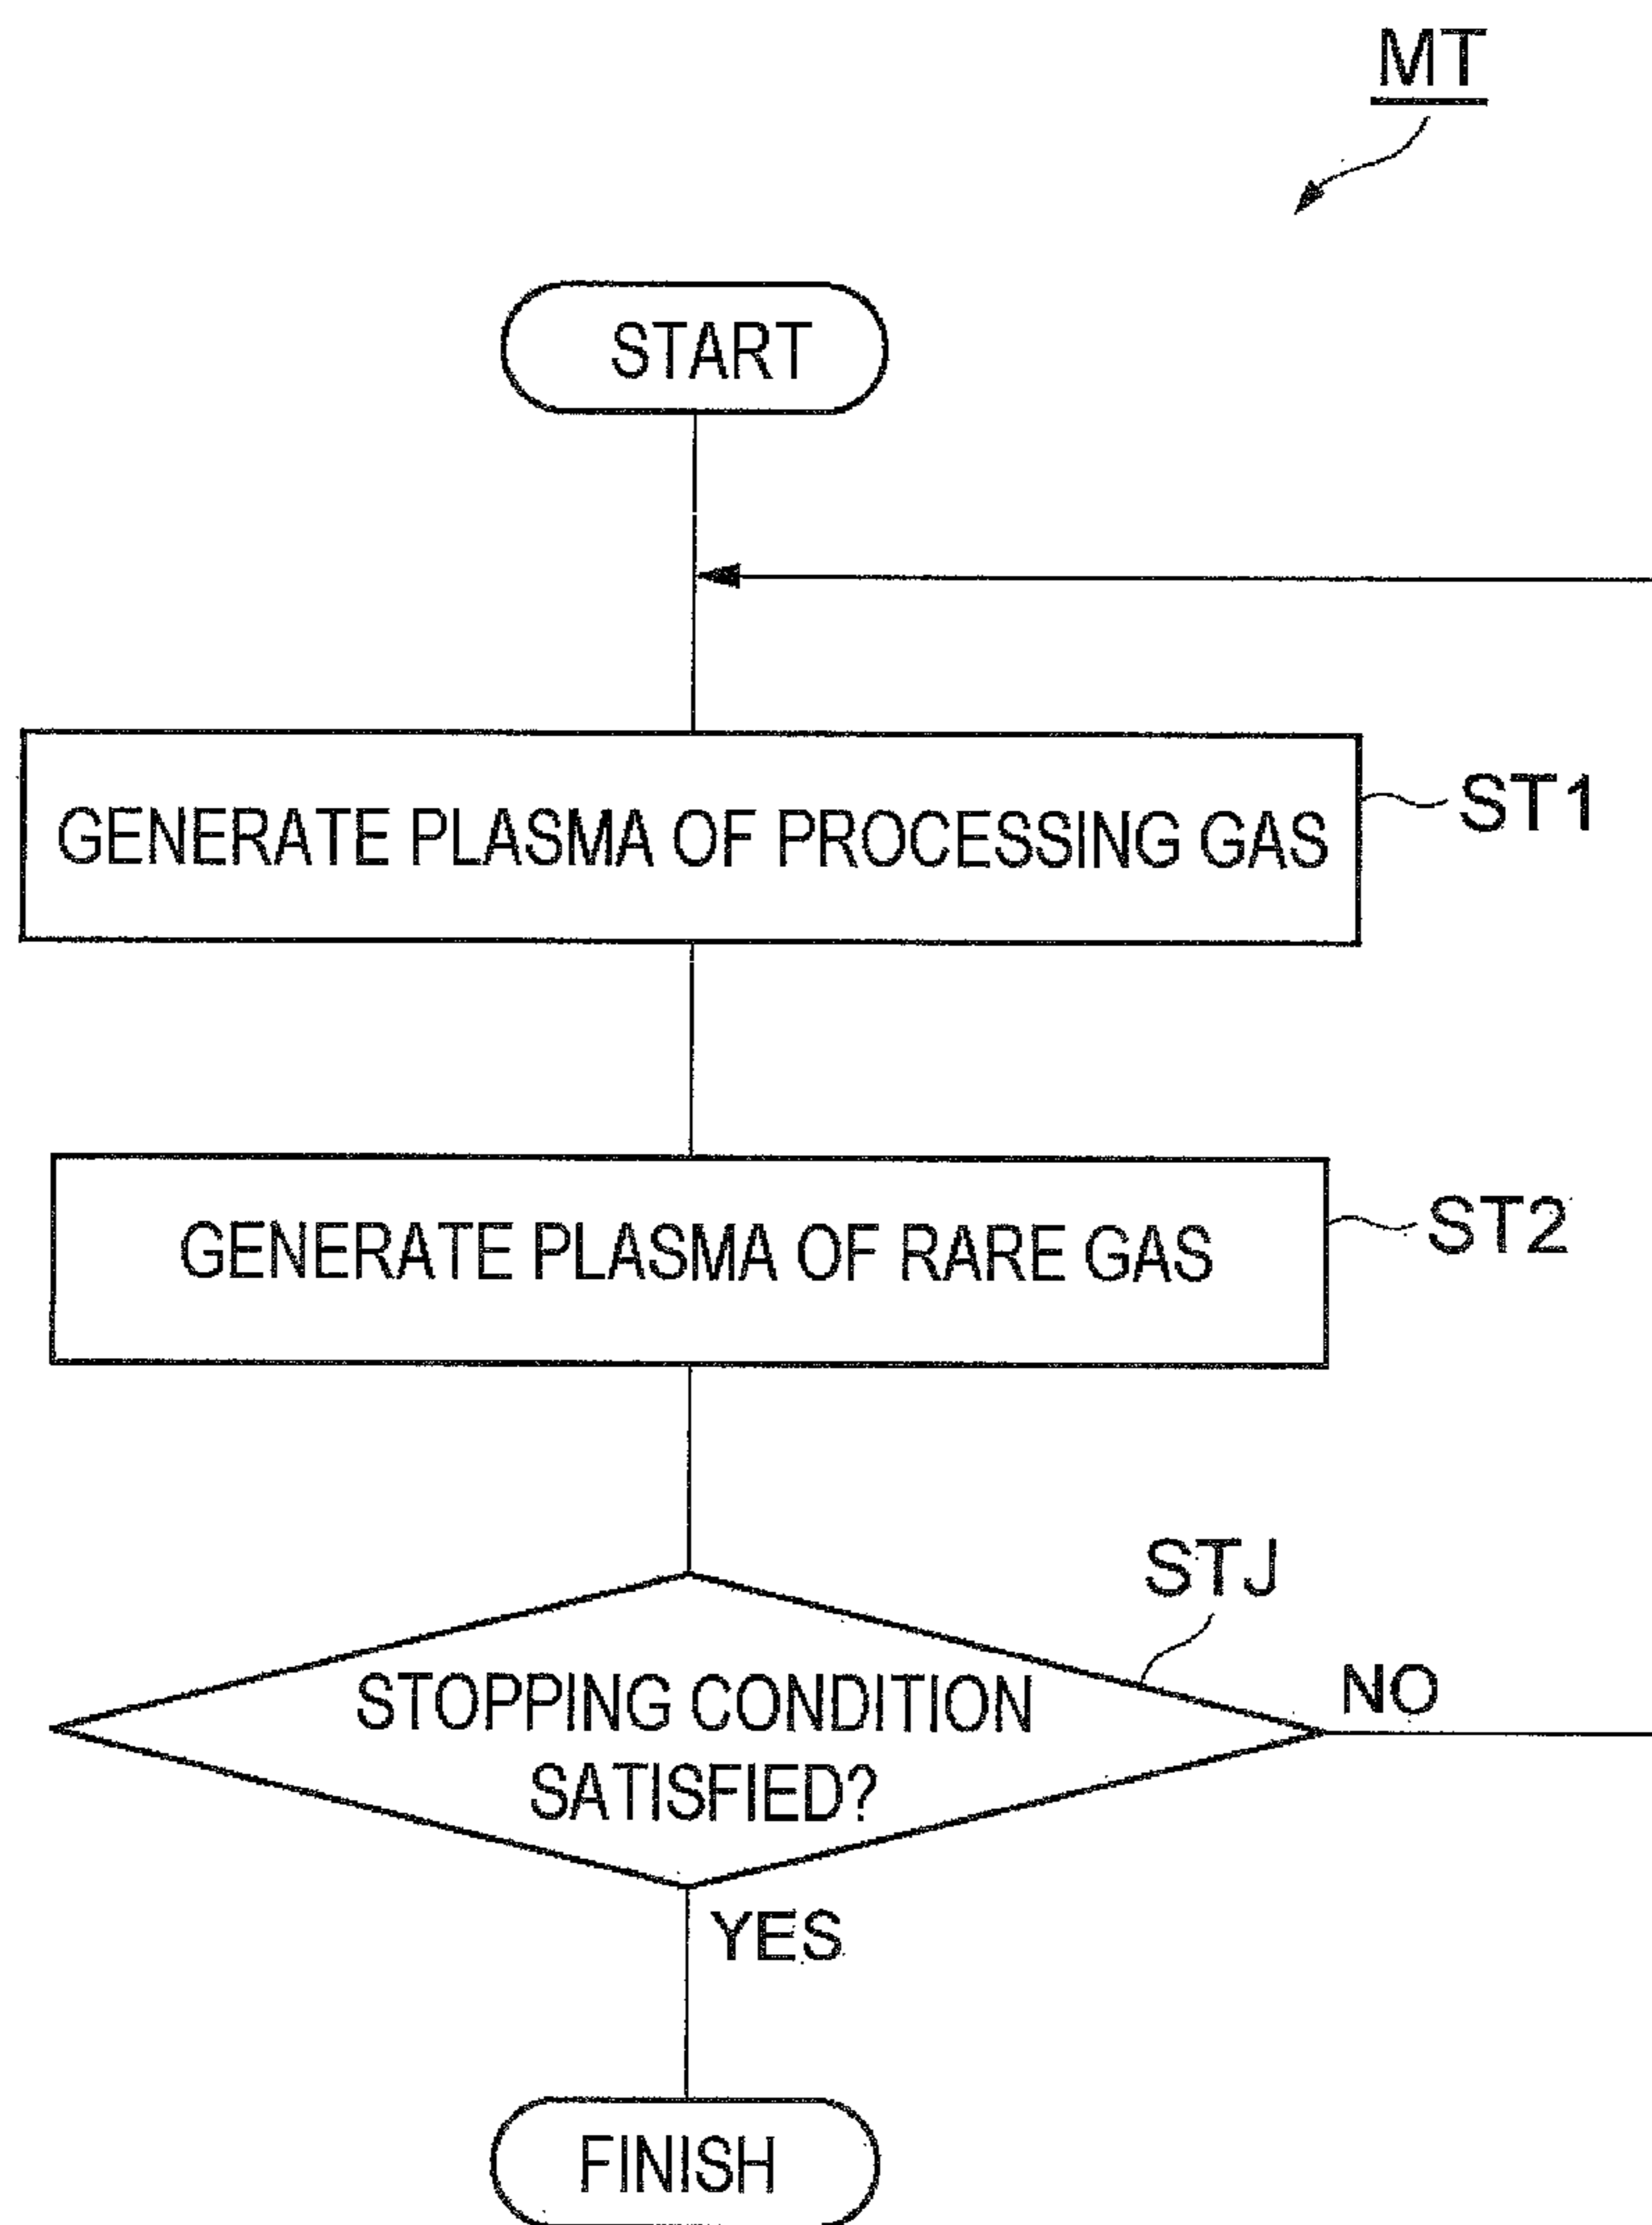 MT
START
GENERATE PLASMA OF PROCESSING GAS
ST1
GENERATE PLASMA OF RARE GAS
ST2
STJ
STOPPING CONDITION
SATISFIED?
NO
YES
FINISH